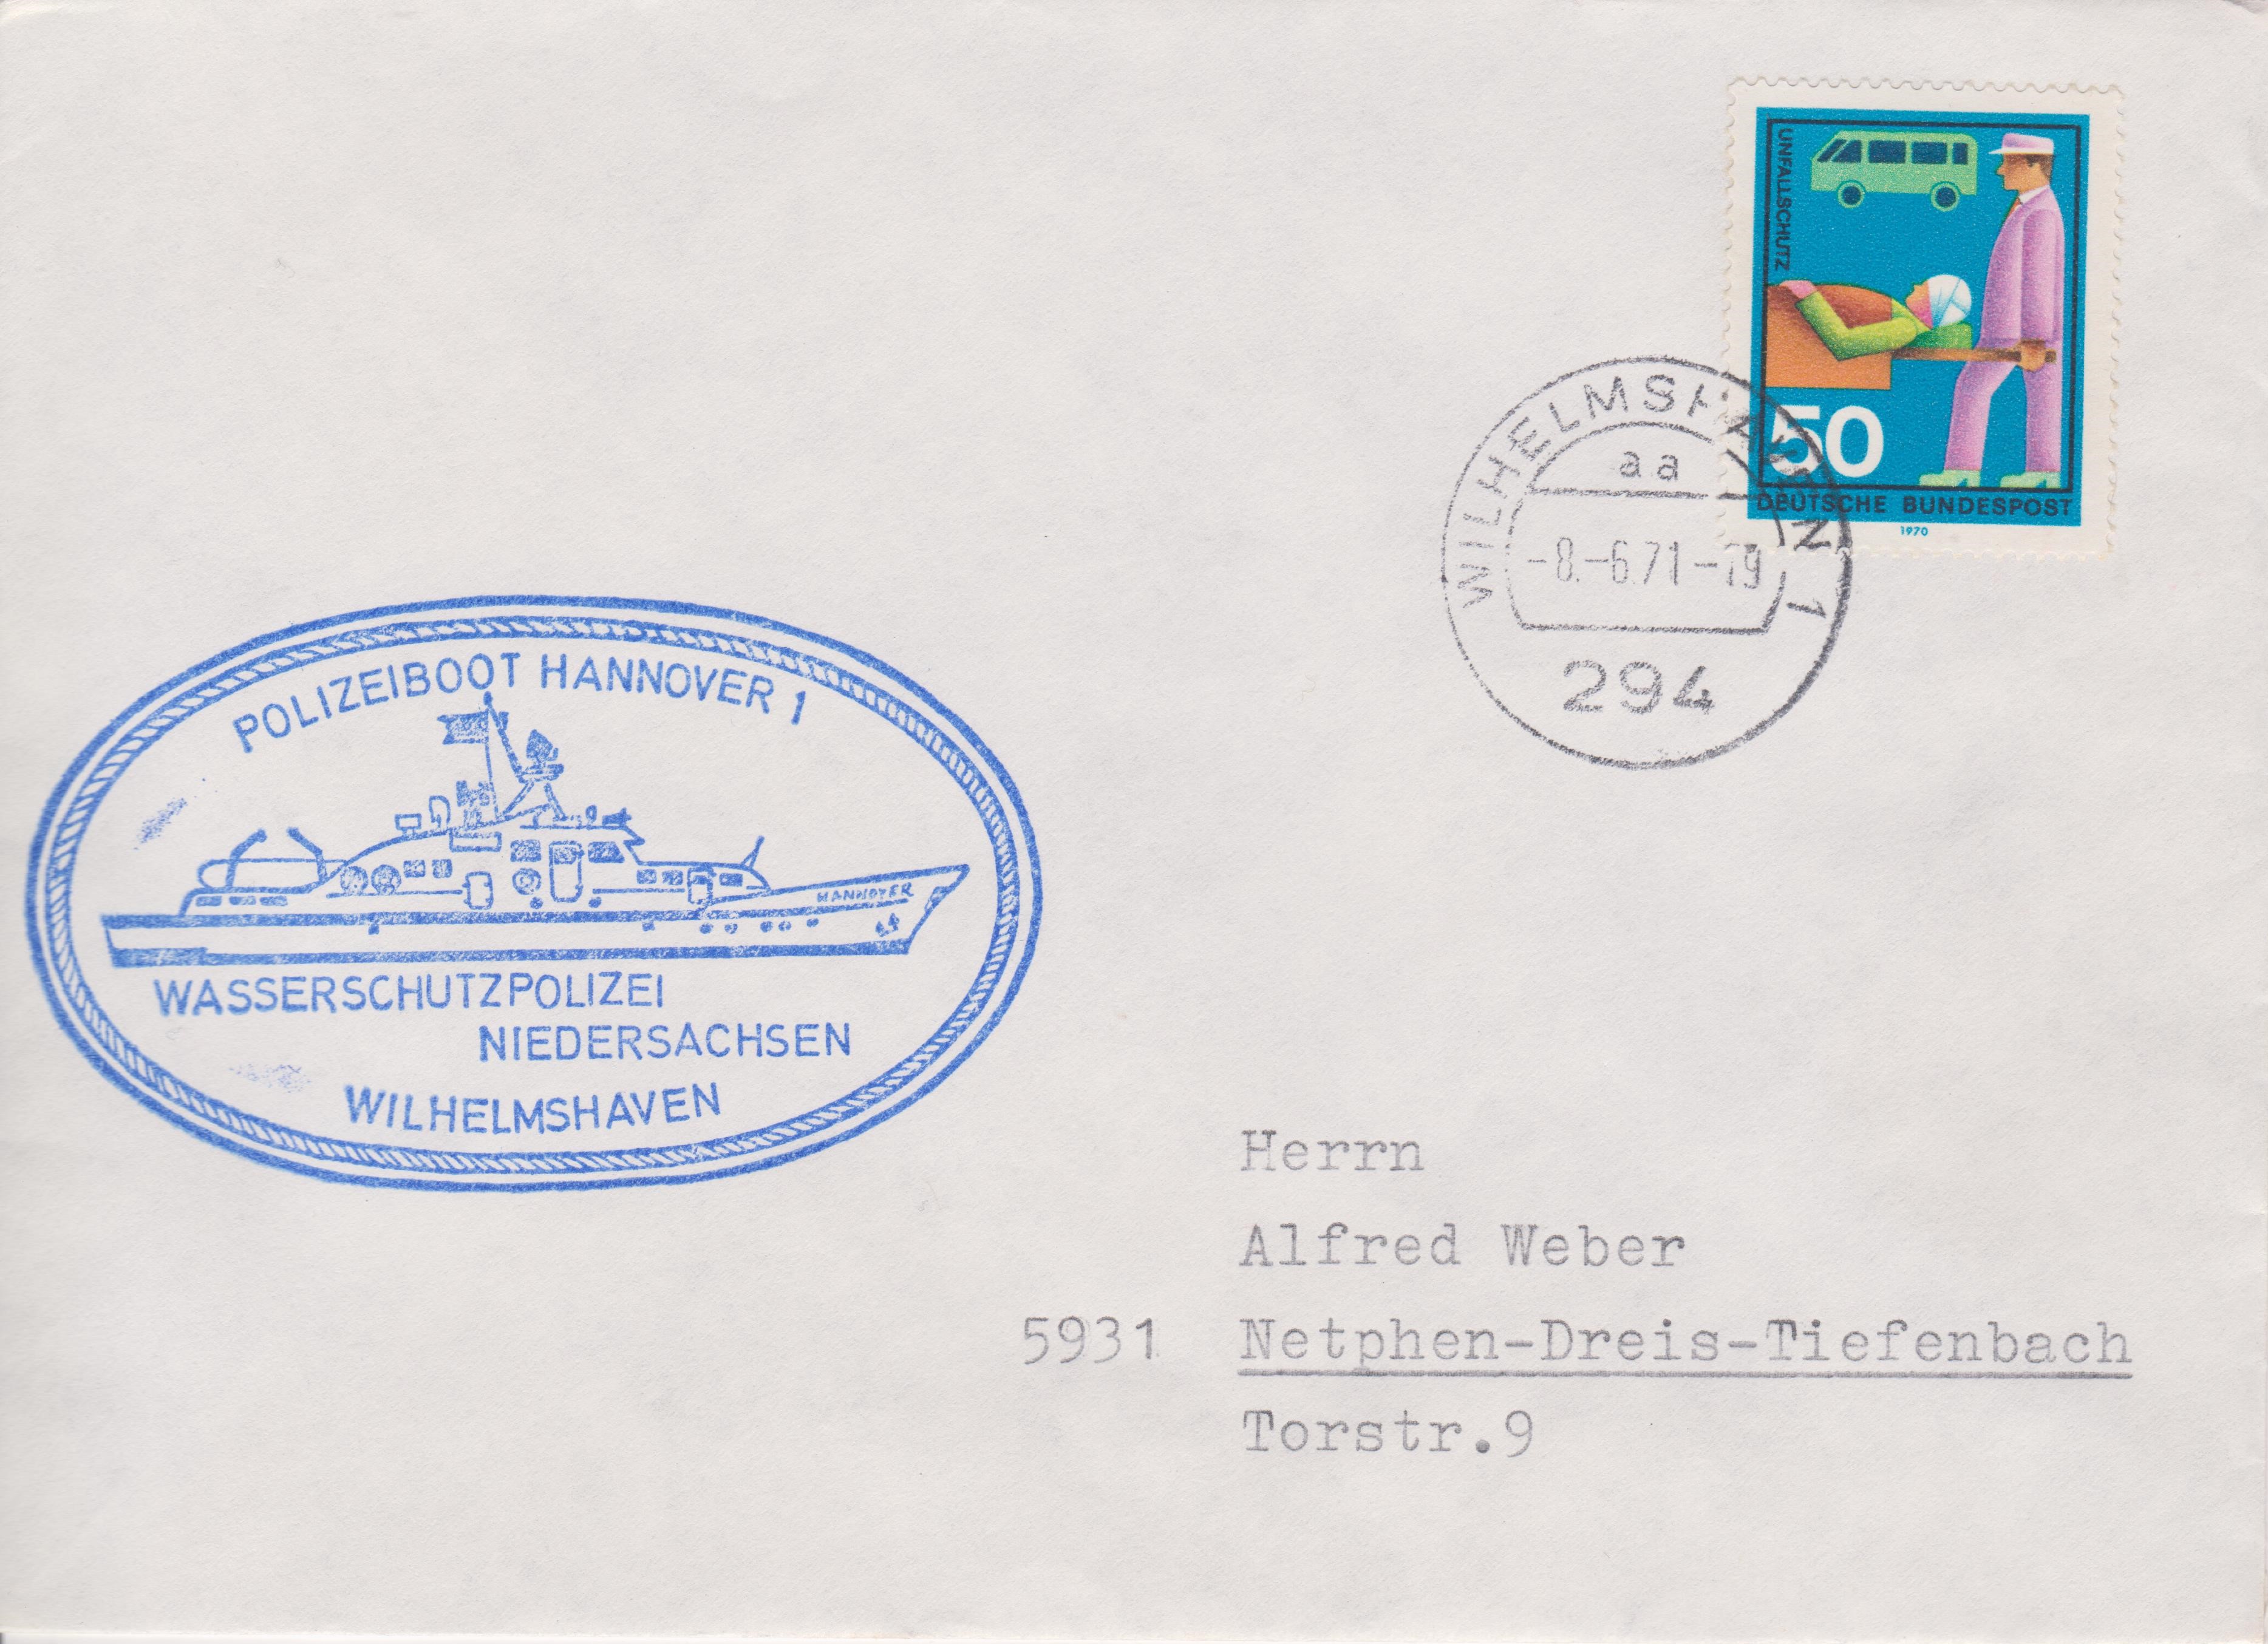 UNFALLSCHUTZ
50
DEUTSCHE BUNDESPOST
1970
WILHELMSHAVEN 1
aa
-8.-6.71-19
294
POLIZEIBOOT HANNOVER 1
HANNOVER
WASSERSCHUTZPOLIZEI
NIEDERSACHSEN
WILHELMSHAVEN
Herrn
Alfred Weber
5931 Netphen-Dreis-Tiefenbach
Torstr.9